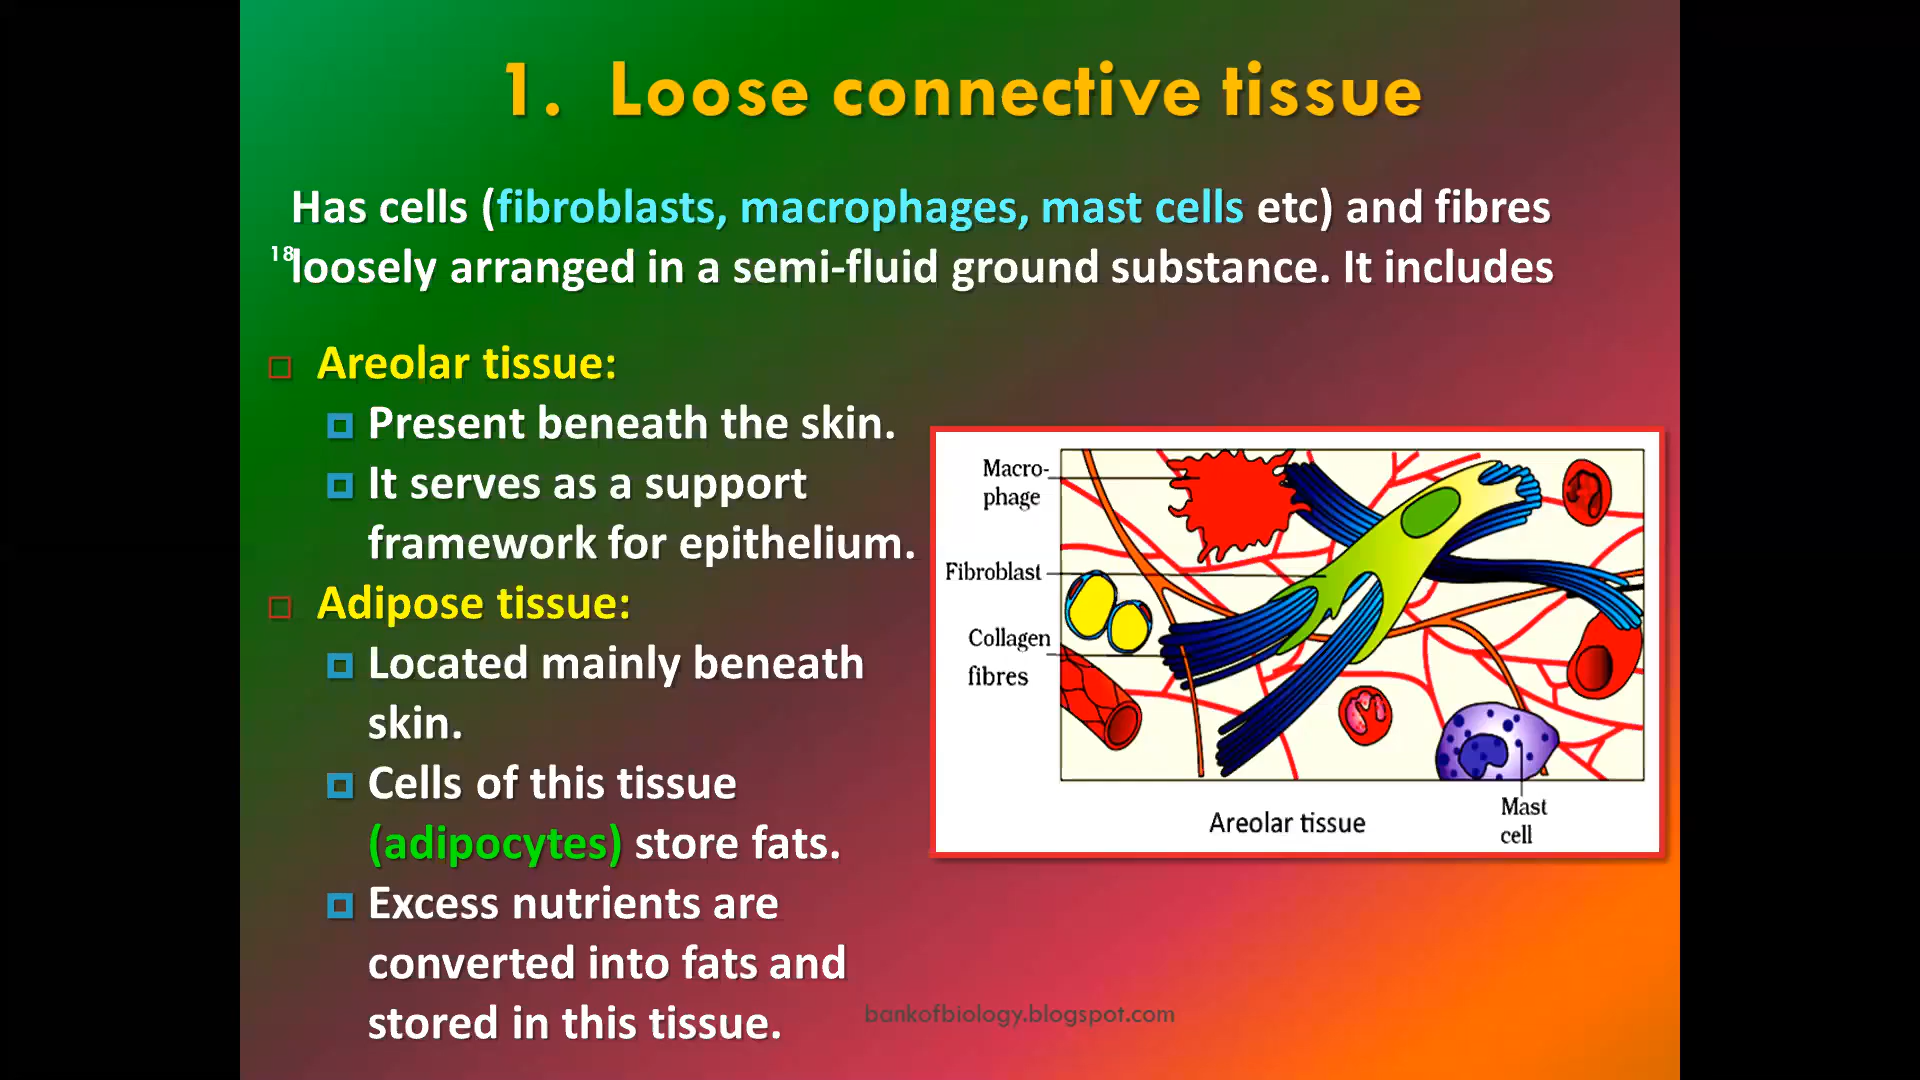 1. Loose connective tissue
Has cells (fibroblasts, macrophages, mast cells etc) and fibres
18
loosely arranged in a semi-fluid ground substance. It includes
Areolar tissue:
Present beneath the skin.
It serves as a support
framework for epithelium.
Adipose tissue:
Located mainly beneath
skin.
Cells of this tissue
(adipocytes) store fats.
Excess nutrients are
converted into fats and
stored in this tissue.
Macro-
phage
Fibroblast
Collagen
fibres
Mast
cell
Areolar tissue
bankofbiology.blogspot.com